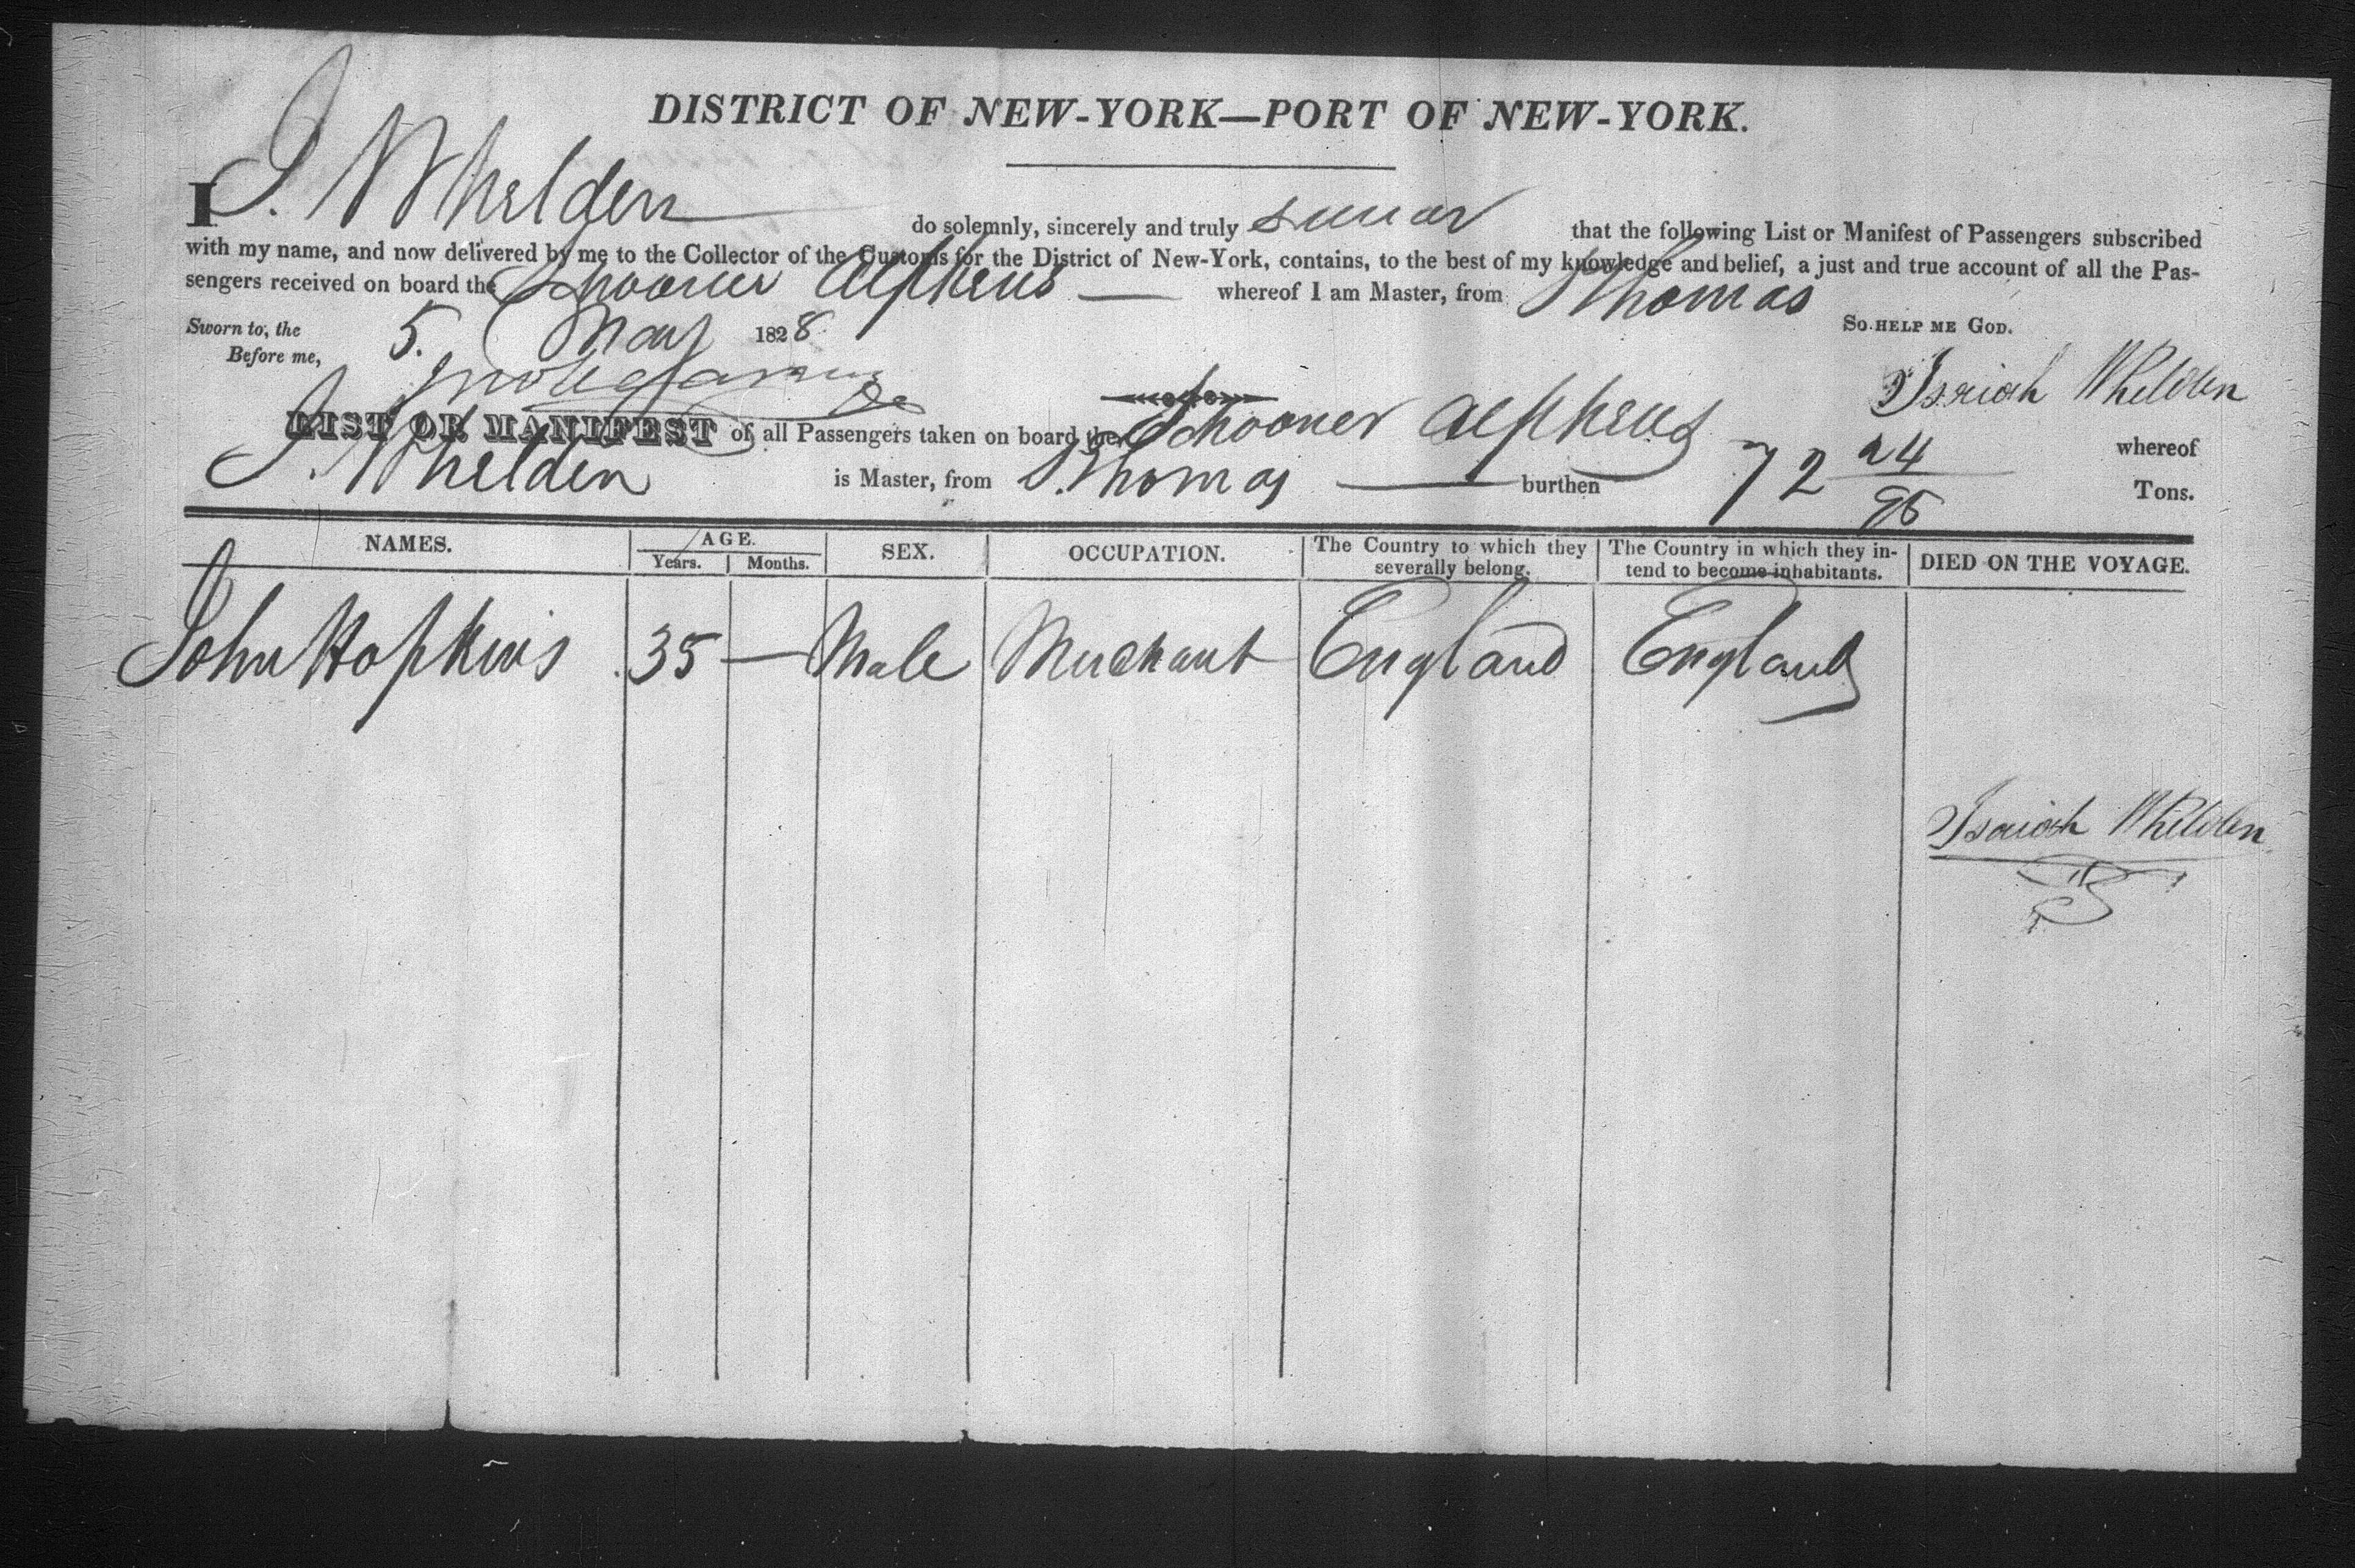 DISTRICT OF NEW-YORK—PORT OF NEW-YORK.
I I. Whelden do solemnly, sincerely and truly swear that the following List or Manifest of Passengers subscribed
with my name, and now delivered by me to the Collector of the Customs for the District of New-York, contains, to the best of my knowledge and belief, a just and true account of all the Pas-
sengers received on board the Schooner Alpheus — whereof I am Master, from St Thomas
SO HELP ME GOD.
Sworn to, the 5. May 1828
Before me,
Isaiah Whelden
LIST OR MANIFEST of all Passengers taken on board the Schooner Alpheus whereof
I. Whelden is Master, from St. Thomas — burthen 72 24/95 Tons.
NAMES. AGE. SEX. OCCUPATION. The Country to which they severally belong. The Country in which they in- DIED ON THE VOYAGE.
Years. Months. tend to become inhabitants.
John Hopkins 35 — Male Merchant England England
Isaiah Whelden